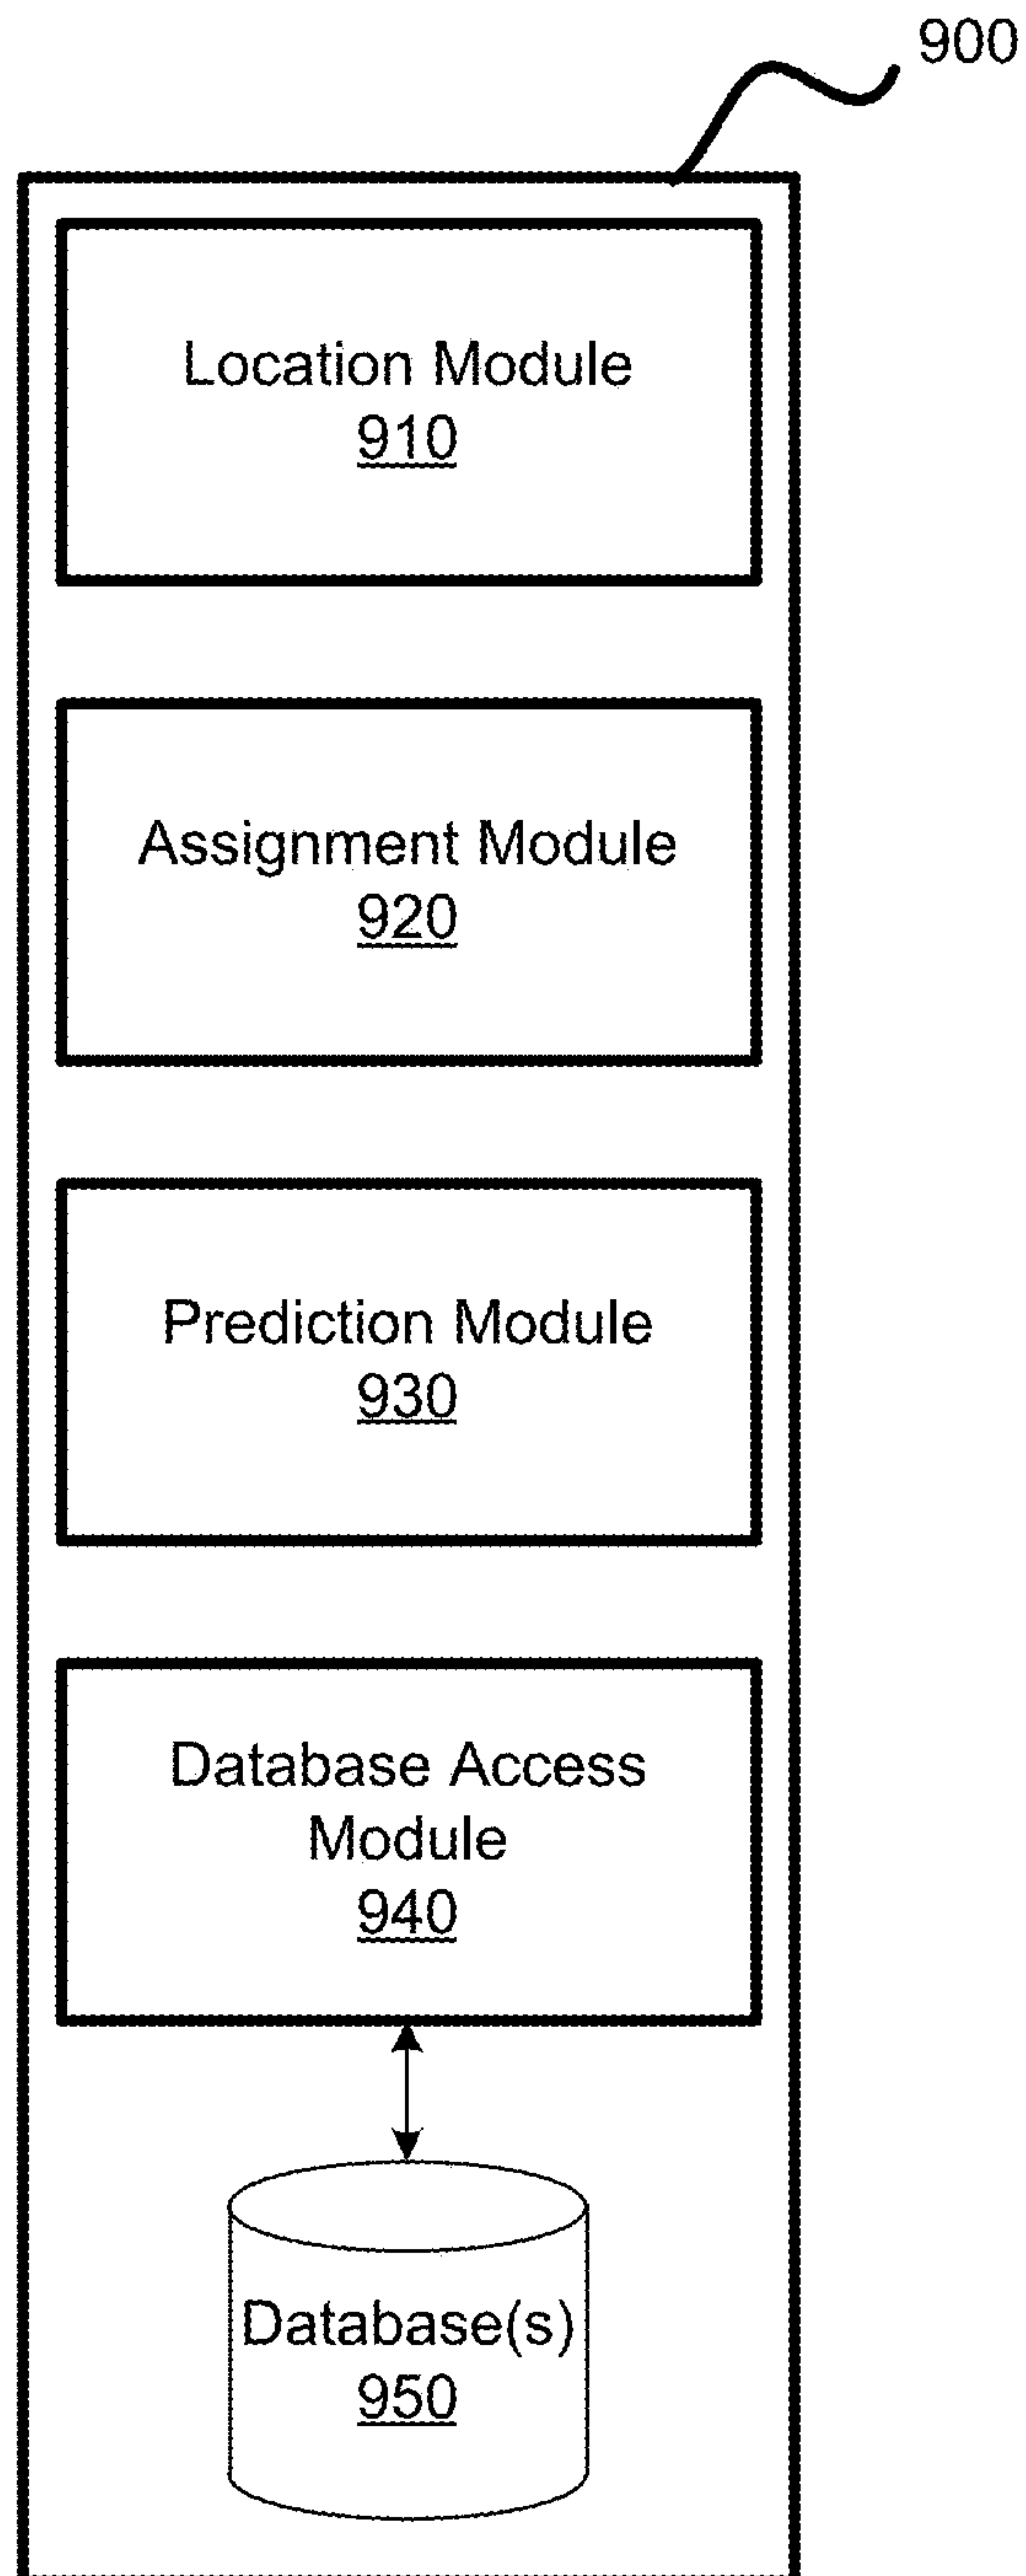 900
Location Module
910
Assignment Module
920
Prediction Module
930
Database Access
Module
940
Database(s)
950